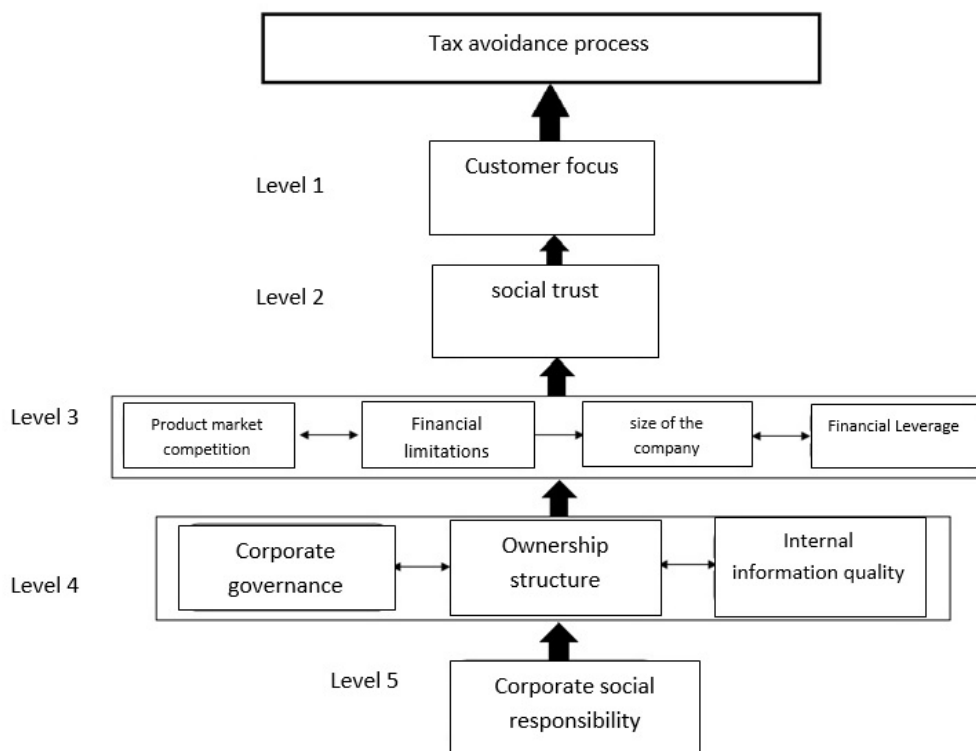 Tax avoidance process
Customer focus
Level 1
social trust
Level 2
Level 3
Product market
competition
Financial
limitations
size of the
company
Financial Leverage
Corporate
governance
Ownership
structure
Internal
information quality
Level 4
Level 5
Corporate social
responsibility